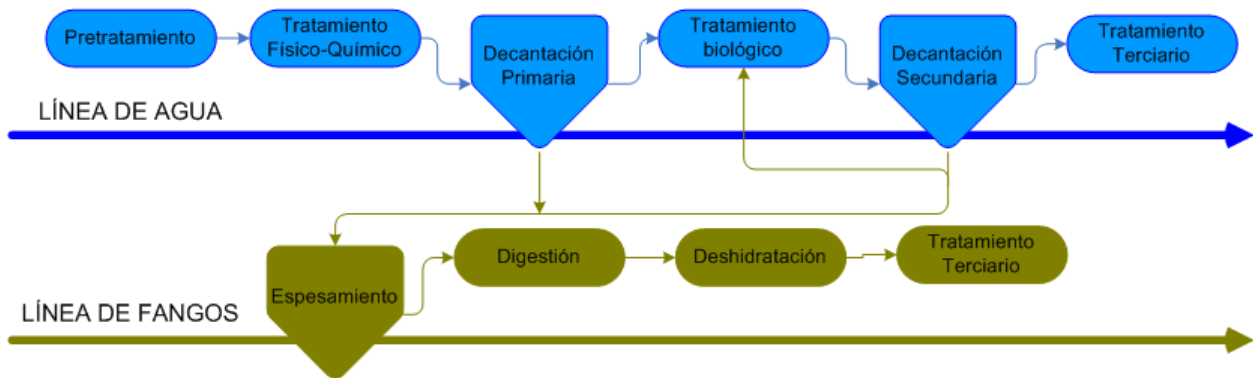 Pretratamiento
Tratamiento
Físico-Químico
Decantación
Primaria
Tratamiento
biológico
Decantación
Secundaria
Tratamiento
Terciario
LÍNEA DE AGUA
Espesamiento
Digestión
Deshidratación
Tratamiento
Terciario
LÍNEA DE FANGOS